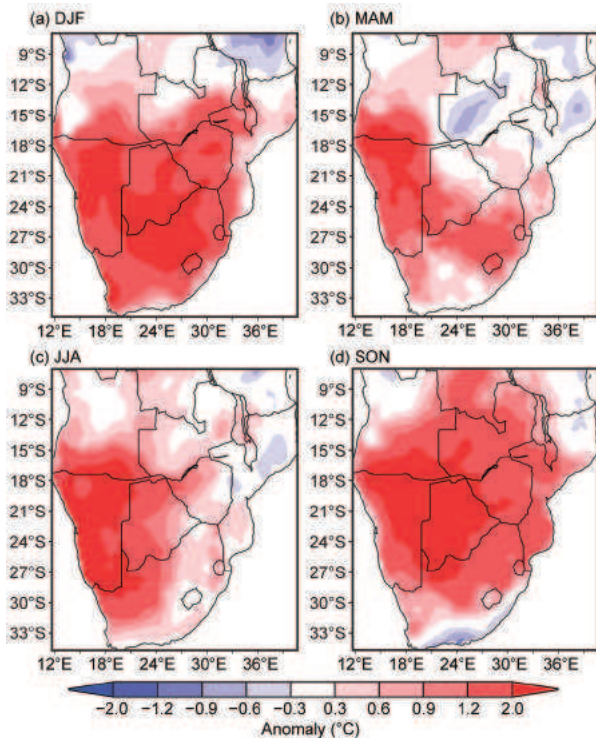 (a) DJF (b) MAM
9°S 9°S
15°S 15°S
18°S 18°S
21°S 21°S
24°S 24°S
27°S 27°S
30°S 30°S
33°S 33°S
12°E 18°E 24°E 30°E 36°E 12°E 18°E 24°E 30°E 36°E
(c) JJA (d) SON
9°S 9°S
15°S 15°S
18°S 18°S
21°S 21°S
24°S 24°S
27°S 27°S
30°S 30°S
33°S 33°S
12°E 18°E 24°E 30°E 36°E 12°E 18°E 24°E 30°E 36°E
−2.0 −1.2 −0.9 −0.6 −0.3 0.3 0.6 0.9 1.2 2.0
Anomaly (°C)